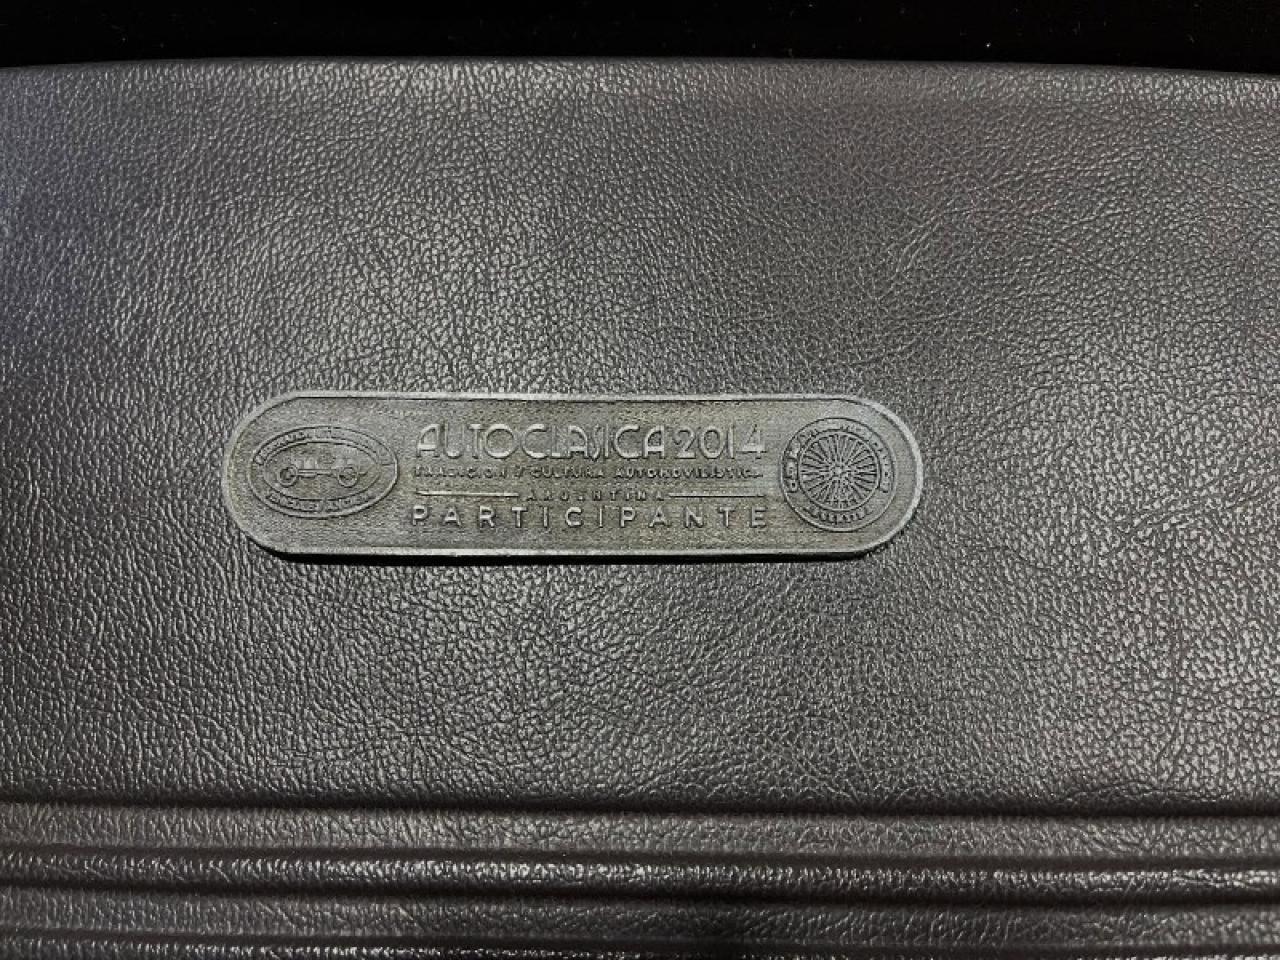 AUTOCLASICA 2014
TRADICION Y CULTURA AUTOMOVILISTICA
ARGENTINA
PARTICIPANTE